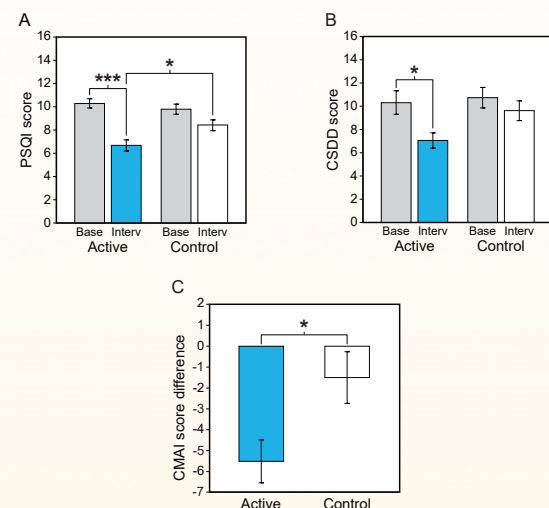 A
PSQI score
16
14
12
10
8
6
4
2
0
***
*
Base Interv Base Interv
Active Control
B
CSDD score
16
14
12
10
8
6
4
2
0
*
Base Interv Base Interv
Active Control
C
CMAI score difference
2
1
0
-1
-2
-3
-4
-5
-6
-7
*
Active Control